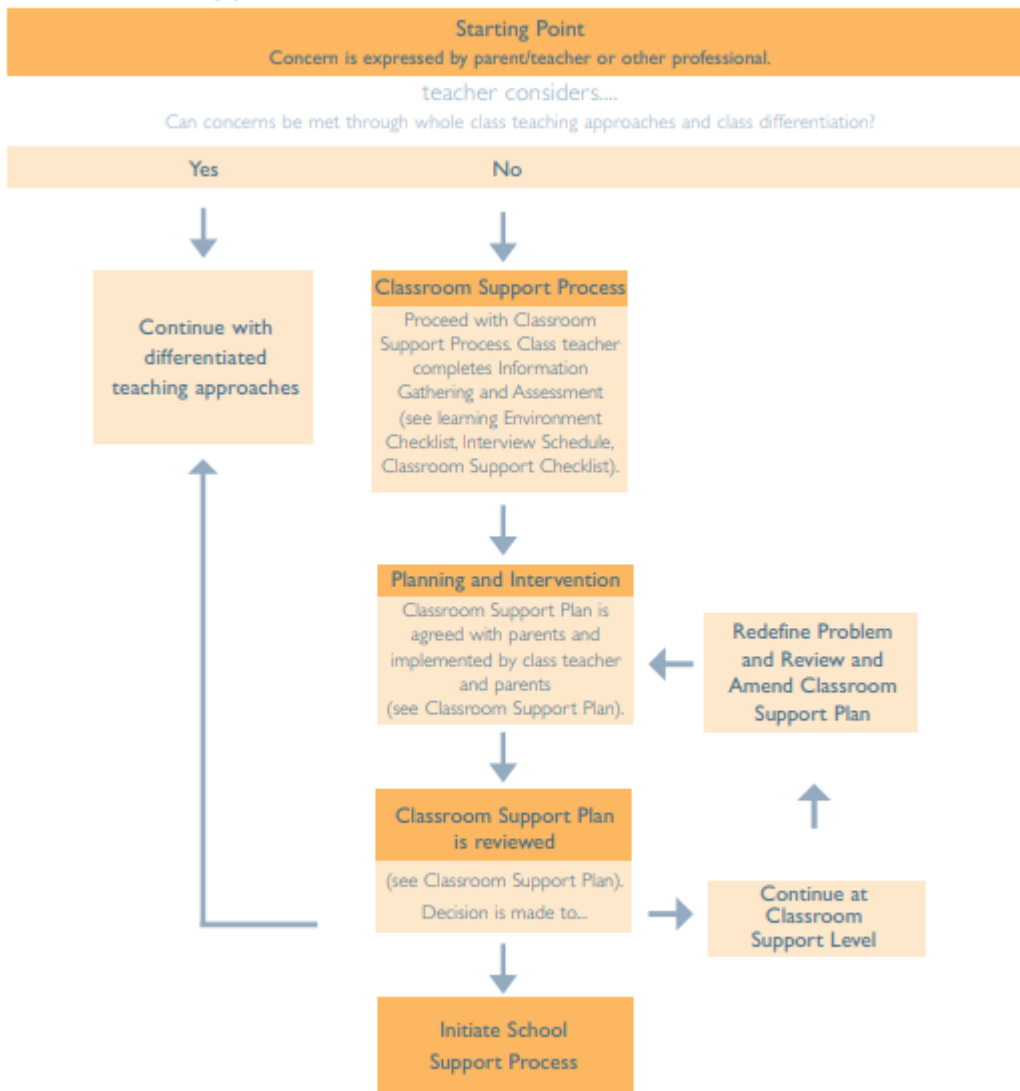 Starting Point
Concern is expressed by parent/teacher or other professional.
teacher considers....
Can concerns be met through whole class teaching approaches and class differentiation?
Yes
No
Continue with
differentiated
teaching approaches
Classroom Support Process
Proceed with Classroom
Support Process. Class teacher
completes Information
Gathering and Assessment
(see learning Environment
Checklist, Interview Schedule,
Classroom Support Checklist).
Planning and Intervention
Classroom Support Plan is
agreed with parents and
implemented by class teacher
and parents
(see Classroom Support Plan).
Redefine Problem
and Review and
Amend Classroom
Support Plan
Classroom Support Plan
is reviewed
(see Classroom Support Plan).
Decision is made to...
Continue at
Classroom
Support Level
Initiate School
Support Process